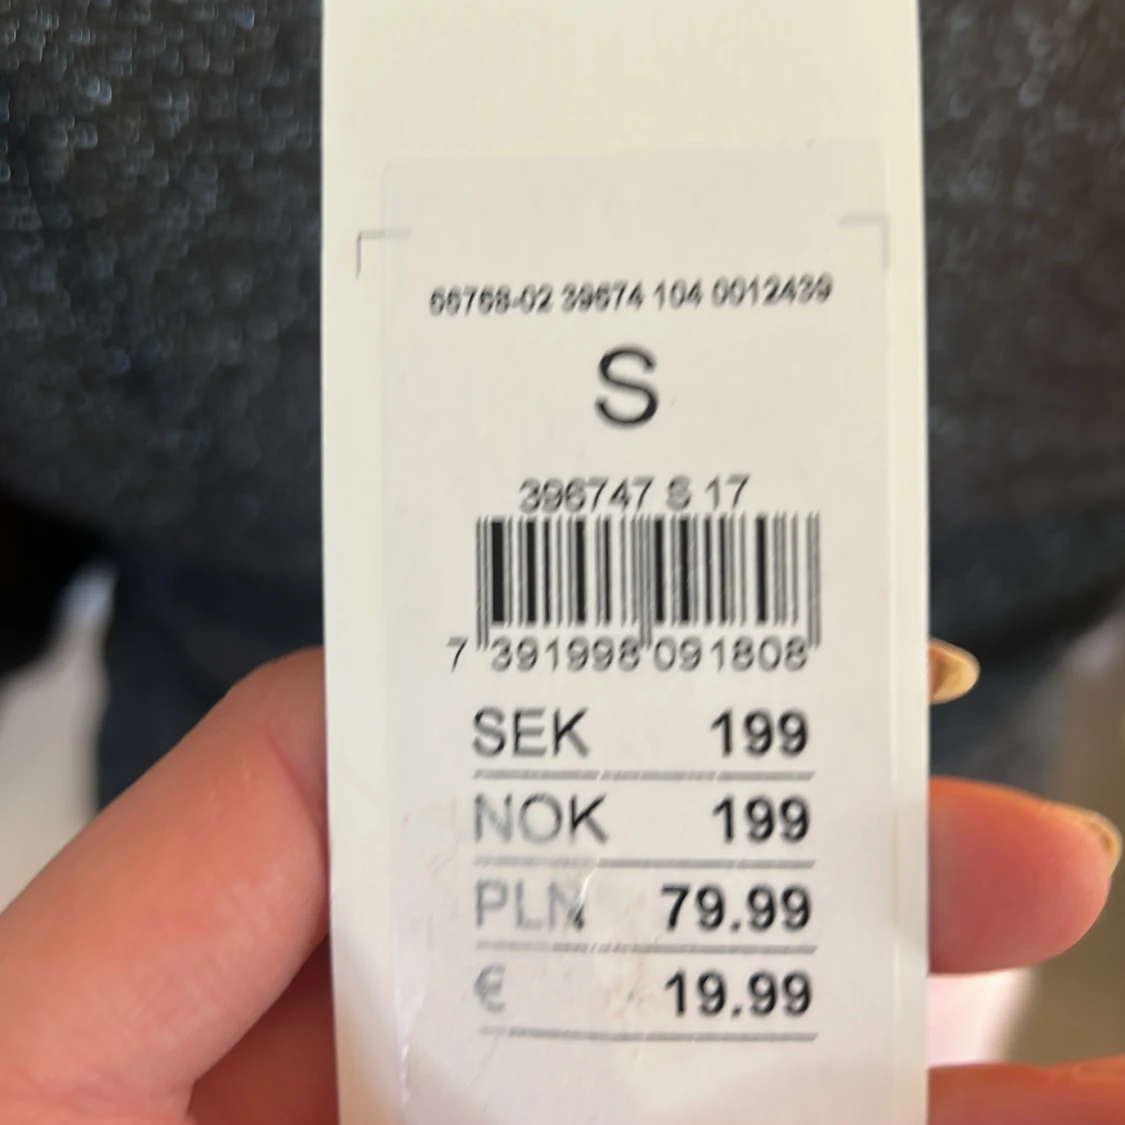 66768-02 39674 104 0012439
S
396747 S 17
7 391998 091808
SEK 199
NOK 199
PLN 79.99
€ 19.99